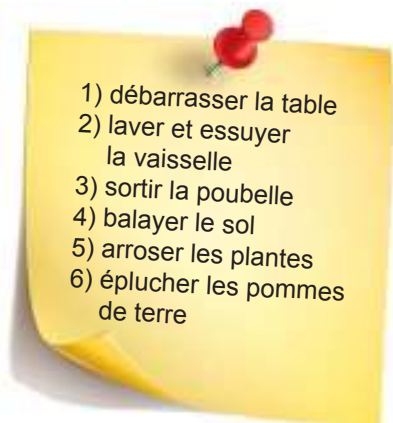 1) débarrasser la table
2) laver et essuyer
la vaisselle
3) sortir la poubelle
4) balayer le sol
5) arroser les plantes
6) éplucher les pommes
de terre